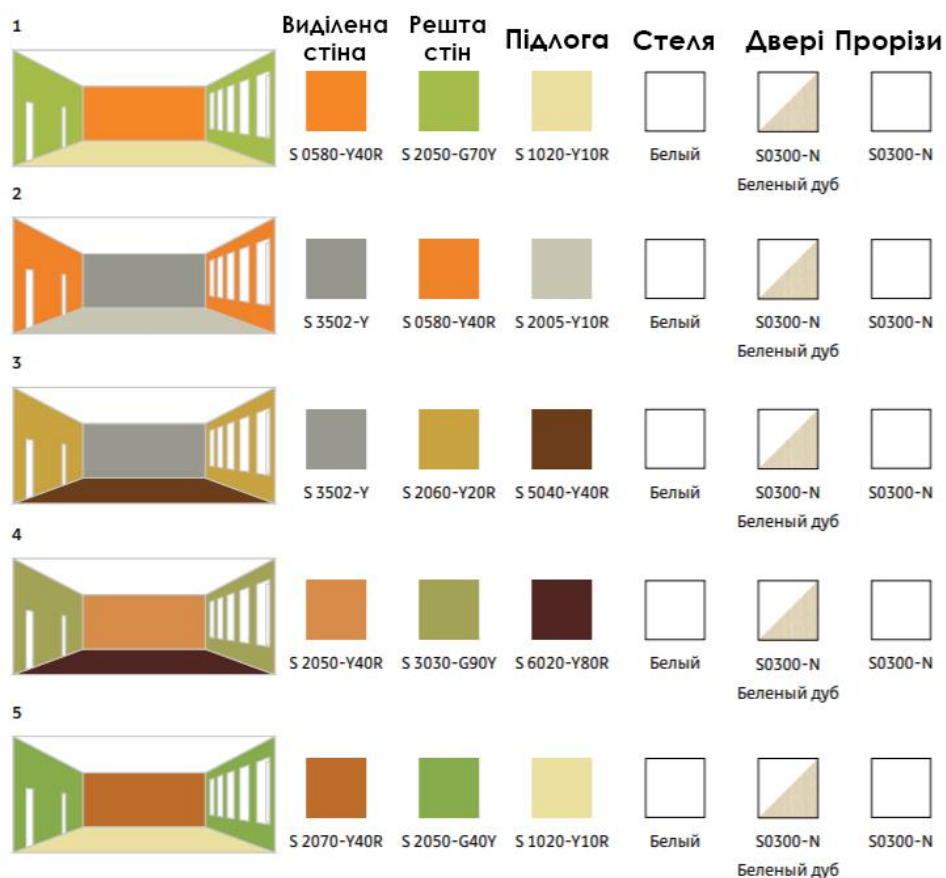 1
Виділена стіна Решта стін Підлога Стеля Двері Прорізи
S 0580-Y40R S 2050-G70Y S 1020-Y10R Белый S0300-N S0300-N
Беленый дуб
2
S 3502-Y S 0580-Y40R S 2005-Y10R Белый S0300-N S0300-N
Беленый дуб
3
S 3502-Y S 2060-Y20R S 5040-Y40R Белый S0300-N S0300-N
Беленый дуб
4
S 2050-Y40R S 3030-G90Y S 6020-Y80R Белый S0300-N S0300-N
Беленый дуб
5
S 2070-Y40R S 2050-G40Y S 1020-Y10R Белый S0300-N S0300-N
Беленый дуб